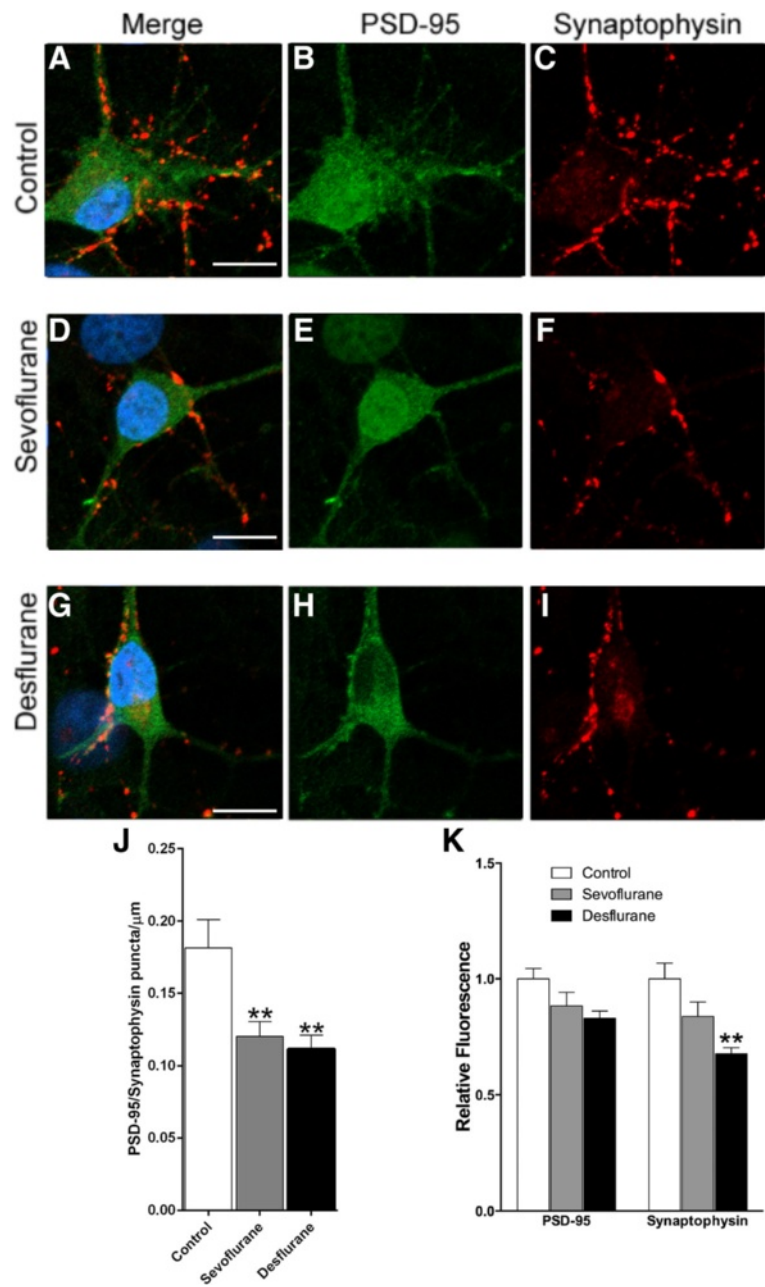 Merge PSD-95 Synaptophysin
Control
A B C
Sevoflurane
D E F
Desflurane
G H I
J
PSD-95/Synaptophysin puncta/µm
0.25
0.20
0.15
0.10
0.05
0.00
** **
Control Sevoflurane Desflurane
K
Relative Fluorescence
1.5
1.0
0.5
0.0
Control
Sevoflurane
Desflurane
**
PSD-95 Synaptophysin